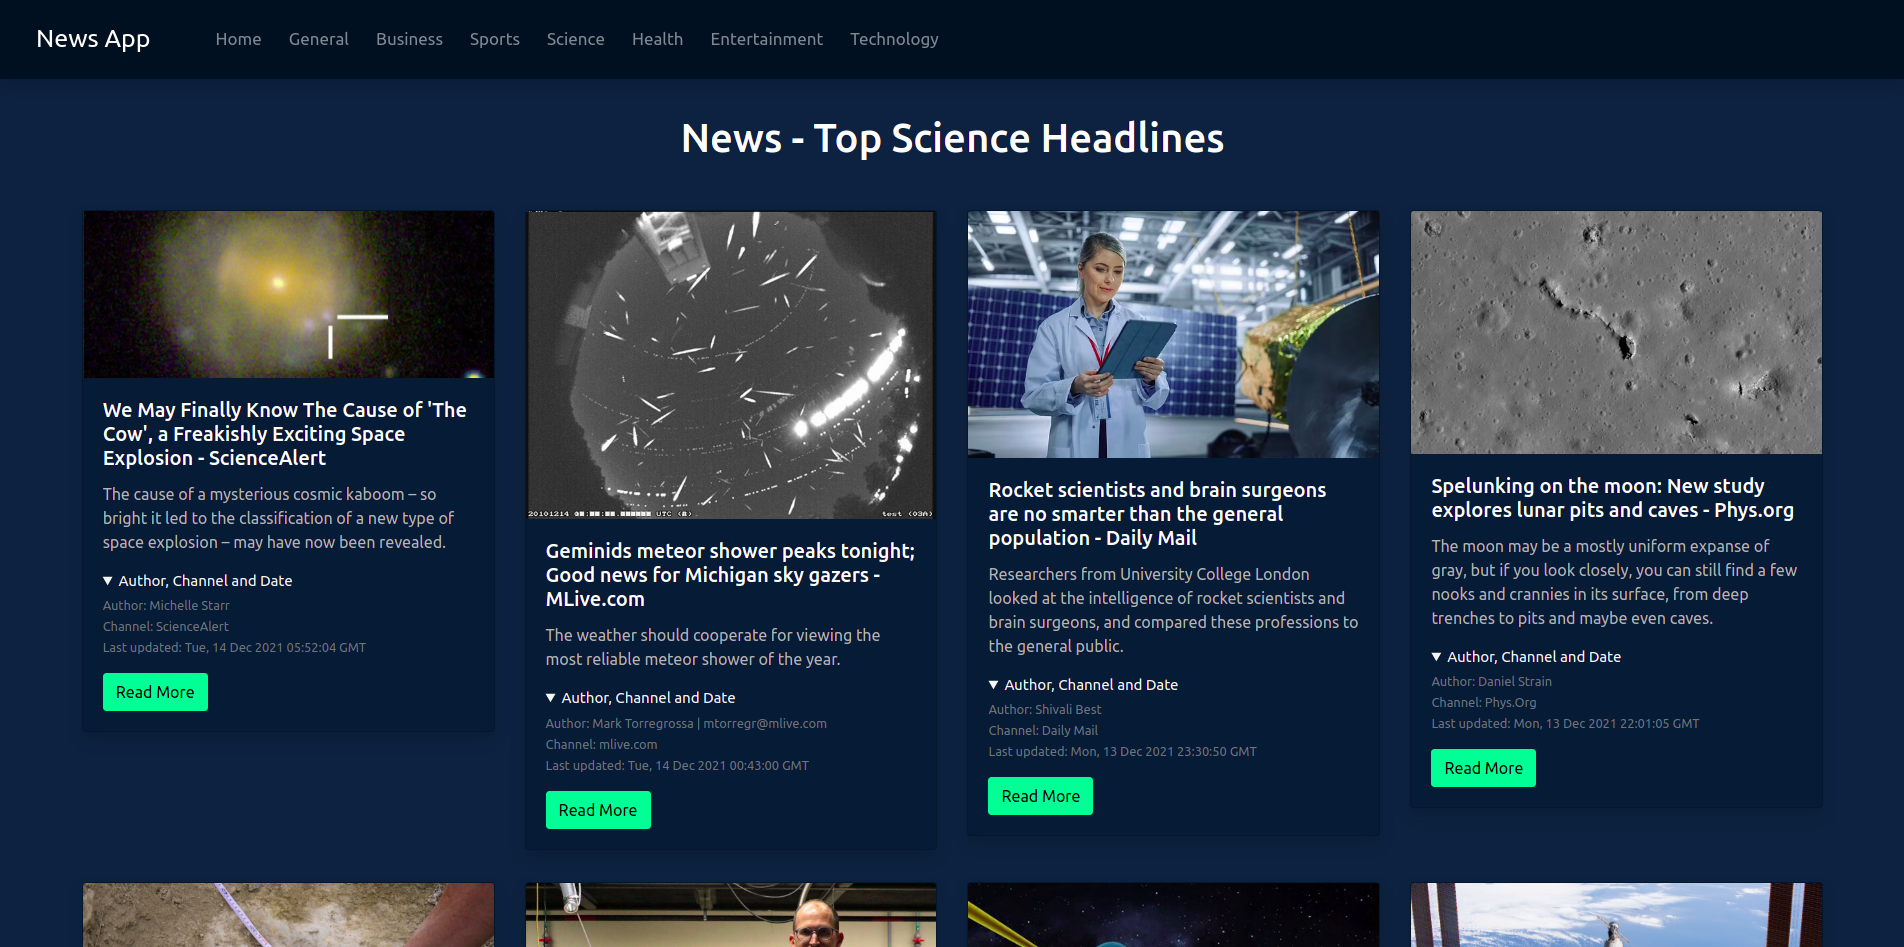 News App
Home General Business Sports Science Health Entertainment Technology
News - Top Science Headlines
We May Finally Know The Cause of 'The
Cow', a Freakishly Exciting Space
Explosion - ScienceAlert
The cause of a mysterious cosmic kaboom – so
bright it led to the classification of a new type of
space explosion – may have now been revealed.
▼ Author, Channel and Date
Author: Michelle Starr
Channel: ScienceAlert
Last updated: Tue, 14 Dec 2021 05:52:04 GMT
Read More
20101214
UTC
test (03A)
Geminids meteor shower peaks tonight;
Good news for Michigan sky gazers -
MLive.com
The weather should cooperate for viewing the
most reliable meteor shower of the year.
▼ Author, Channel and Date
Author: Mark Torregrossa | mtorregr@mlive.com
Channel: mlive.com
Last updated: Tue, 14 Dec 2021 00:43:00 GMT
Read More
Rocket scientists and brain surgeons
are no smarter than the general
population - Daily Mail
Researchers from University College London
looked at the intelligence of rocket scientists and
brain surgeons, and compared these professions to
the general public.
▼ Author, Channel and Date
Author: Shivali Best
Channel: Daily Mail
Last updated: Mon, 13 Dec 2021 23:30:50 GMT
Read More
Spelunking on the moon: New study
explores lunar pits and caves - Phys.org
The moon may be a mostly uniform expanse of
gray, but if you look closely, you can still find a few
nooks and crannies in its surface, from deep
trenches to pits and maybe even caves.
▼ Author, Channel and Date
Author: Daniel Strain
Channel: Phys.Org
Last updated: Mon, 13 Dec 2021 22:01:05 GMT
Read More